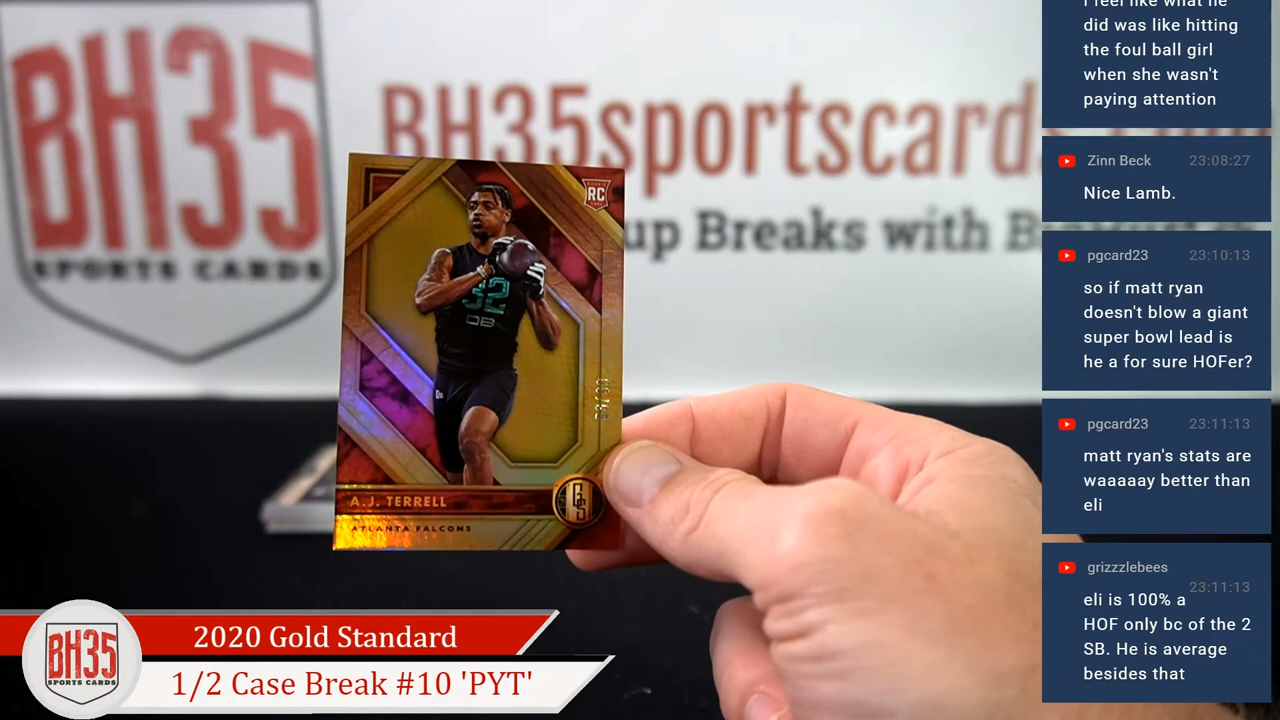 BH35
SPORTS CARDS
BH35sportscards
up Breaks with
RC
32
DB
A.J. TERRELL
ATLANTA FALCONS
GS
BH35
SPORTS CARDS
2020 Gold Standard
1/2 Case Break #10 'PYT'
I feel like what he
did was like hitting
the foul ball girl
when she wasn't
paying attention
Zinn Beck 23:08:27
Nice Lamb.
pgcard23 23:10:13
so if matt ryan
doesn't blow a giant
super bowl lead is
he a for sure HOFer?
pgcard23 23:11:13
matt ryan's stats are
waaaay better than
eli
grizzzlebees
23:11:13
eli is 100% a
HOF only bc of the 2
SB. He is average
besides that